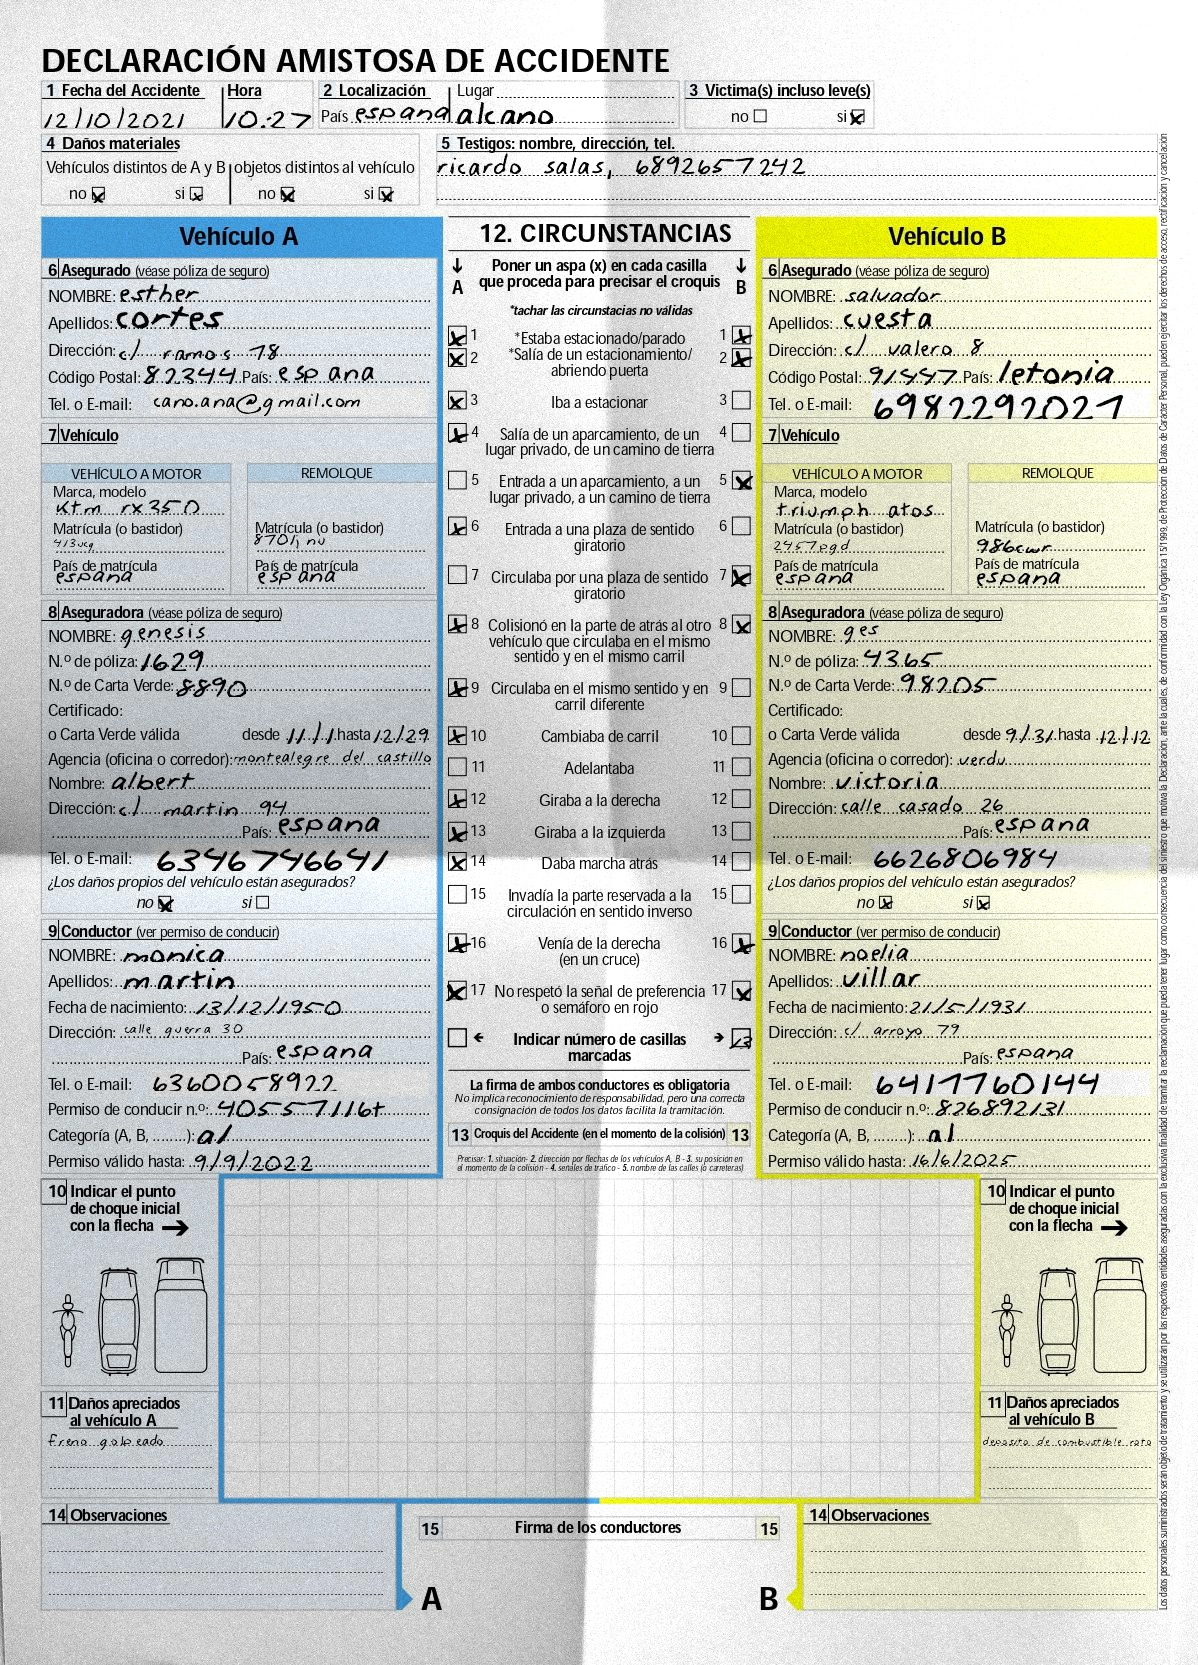 DECLARACIÓN AMISTOSA DE ACCIDENTE
1 Fecha del Accidente Hora 2 Localización Lugar 3 Victima(s) incluso leve(s)
12/10/2021 10:27 País espana alcano no si
4 Daños materiales 5 Testigos: nombre, dirección, tel.
Vehículos distintos de A y B objetos distintos al vehículo ricardo salas, 6892657242
no si no si
Vehículo A
6 Asegurado (véase póliza de seguro)
NOMBRE: esther
Apellidos: cortes
Dirección: c/ ramos 78
Código Postal: 82344 País: espana
Tel. o E-mail: cano.ana@gmail.com
7 Vehículo
VEHÍCULO A MOTOR REMOLQUE
Marca, modelo
ktm rx350
Matrícula (o bastidor) Matrícula (o bastidor)
413ucg
País de matrícula País de matrícula
espana espana
8 Aseguradora (véase póliza de seguro)
NOMBRE: genesis
N.º de póliza: 1629
N.º de Carta Verde: 8890
Certificado:
o Carta Verde válida desde 11/1 hasta 12/29
Agencia (oficina o corredor): montealegre del castillo
Nombre: albert
Dirección: c/ martin 94
País: espana
Tel. o E-mail: 6346746641
¿Los daños propios del vehículo están asegurados?
no si
9 Conductor (ver permiso de conducir)
NOMBRE: monica
Apellidos: martin
Fecha de nacimiento: 13/12/1950
Dirección: calle guerra 30
País: espana
Tel. o E-mail: 6360058922
Permiso de conducir n.º: 40557116t
Categoría (A, B, ........): a1
Permiso válido hasta: 9/9/2022
12. CIRCUNSTANCIAS
Poner un aspa (x) en cada casilla
A que proceda para precisar el croquis B
*tachar las circunstacias no válidas
1 *Estaba estacionado/parado 1
2 *Salía de un estacionamiento/ 2
abriendo puerta
3 Iba a estacionar 3
4 Salía de un aparcamiento, de un 4
lugar privado, de un camino de tierra
5 Entrada a un aparcamiento, a un 5
lugar privado, a un camino de tierra
6 Entrada a una plaza de sentido 6
giratorio
7 Circulaba por una plaza de sentido 7
giratorio
8 Colisionó en la parte de atrás al otro 8
vehículo que circulaba en el mismo
sentido y en el mismo carril
9 Circulaba en el mismo sentido y en 9
carril diferente
10 Cambiaba de carril 10
11 Adelantaba 11
12 Giraba a la derecha 12
13 Giraba a la izquierda 13
14 Daba marcha atrás 14
15 Invadía la parte reservada a la 15
circulación en sentido inverso
16 Venía de la derecha 16
(en un cruce)
17 No respetó la señal de preferencia 17
o semáforo en rojo
Indicar número de casillas
marcadas
La firma de ambos conductores es obligatoria
No implica reconocimiento de responsabilidad, pero una correcta
consignación de todos los datos facilita la tramitación.
13 Croquis del Accidente (en el momento de la colisión) 13
Precisar: 1. situación- 2. dirección por flechas de los vehículos A, B - 3. su posición en
el momento de la colisión - 4. señales de tráfico - 5. nombre de las calles (o carreteras)
Vehículo B
6 Asegurado (véase póliza de seguro)
NOMBRE: salvador
Apellidos: cuesta
Dirección: c/ valero 8
Código Postal: País: letonia
Tel. o E-mail: 6982292021
7 Vehículo
VEHÍCULO A MOTOR REMOLQUE
Marca, modelo
triumph atos
Matrícula (o bastidor) Matrícula (o bastidor)
2457pgd 986cwr
País de matrícula País de matrícula
espana espana
8 Aseguradora (véase póliza de seguro)
NOMBRE: ges
N.º de póliza: 4365
N.º de Carta Verde: 98205
Certificado:
o Carta Verde válida desde 9/31 hasta 12/12
Agencia (oficina o corredor): verdu
Nombre: victoria
Dirección: calle casado 26
País: espana
Tel. o E-mail: 6626806984
¿Los daños propios del vehículo están asegurados?
no si
9 Conductor (ver permiso de conducir)
NOMBRE: noelia
Apellidos: villar
Fecha de nacimiento: 21/5/1931
Dirección: c/ arroyo 79
País: espana
Tel. o E-mail: 6417760144
Permiso de conducir n.º: 82689213l
Categoría (A, B, ........): a1
Permiso válido hasta: 16/6/2025
10 Indicar el punto
de choque inicial
con la flecha
11 Daños apreciados
al vehículo A
freno golpeado
10 Indicar el punto
de choque inicial
con la flecha
11 Daños apreciados
al vehículo B
deposito de combustible roto
14 Observaciones
15 Firma de los conductores 15
14 Observaciones
A B
Los datos personales suministrados serán objeto de tratamiento y se utilizarán por las respectivas entidades aseguradas con la exclusiva finalidad de tramitar la reclamación que pueda tener lugar como consecuencia del siniestro que motiva la Declaración, ante la cuales, de conformidad con la Ley Orgánica 15/1999, de Protección de Datos de Carácter Personal, pueden ejercitar los derechos de acceso, rectificación y cancelación